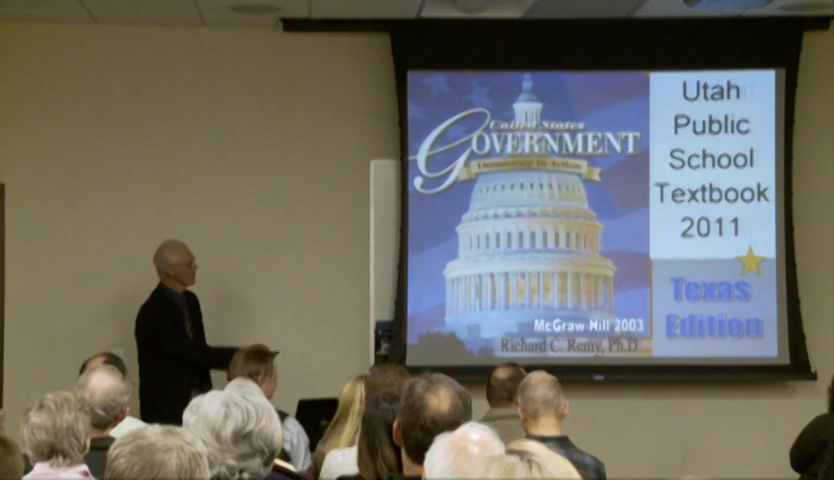 United States
GOVERNMENT
Democracy In Action
McGraw Hill 2003
Richard C. Remy, Ph.D.
Utah
Public
School
Textbook
2011
Texas
Edition